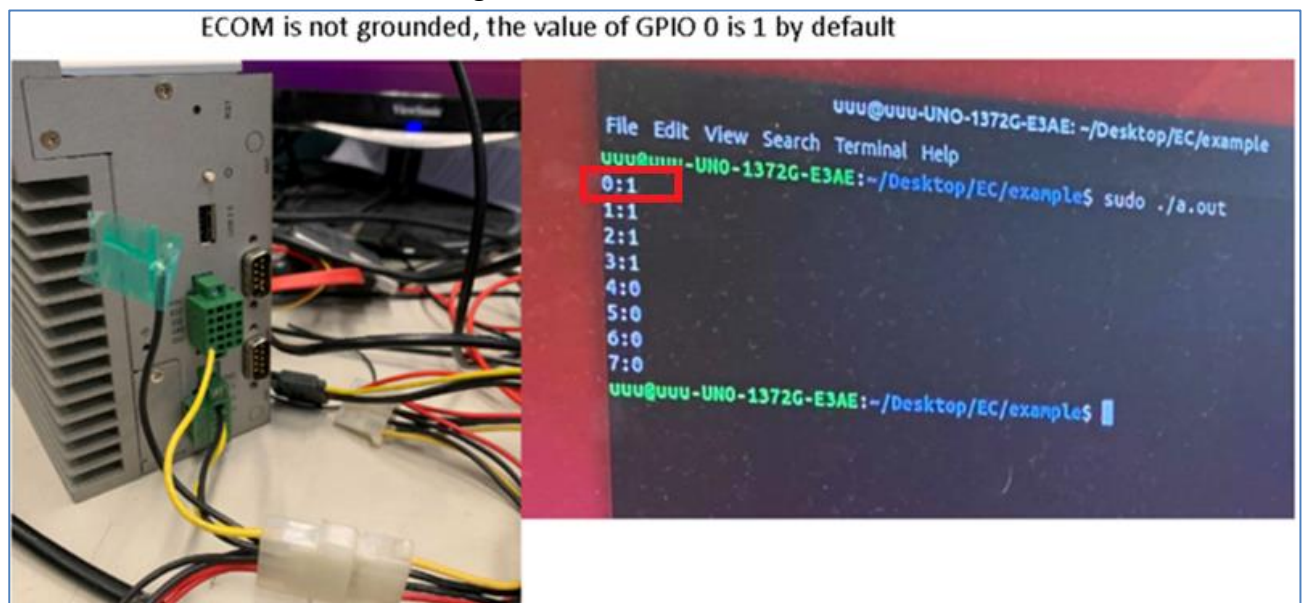 ECOM is not grounded, the value of GPIO 0 is 1 by default
RST
ViewSonic
uuu@uuu-UNO-1372G-E3AE: ~/Desktop/EC/example
File Edit View Search Terminal Help
uuu@uuu-UNO-1372G-E3AE:~/Desktop/EC/example$ sudo ./a.out
0:1
1:1
2:1
3:1
4:0
5:0
6:0
7:0
uuu@uuu-UNO-1372G-E3AE:~/Desktop/EC/example$